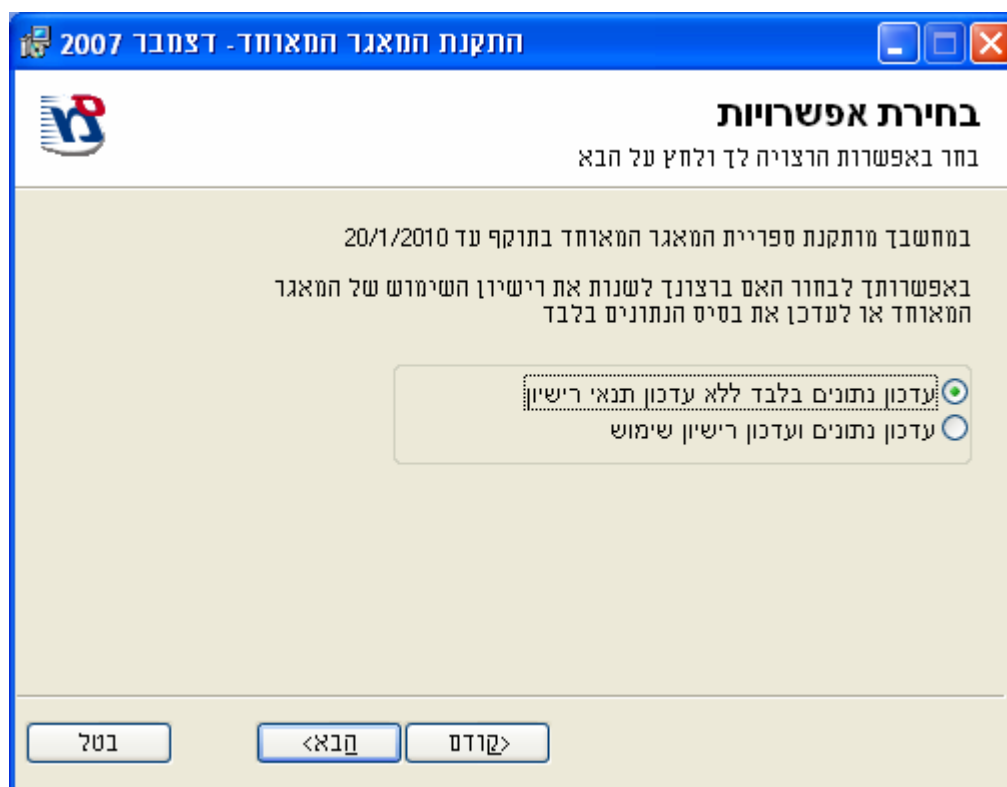 התקנת המאגר המאוחד- דצמבר 2007
בחירת אפשרויות
בחר באפשרות הרצויה לך ולחץ על הבא
במחשבך מותקנת ספריית המאגר המאוחד בתוקף עד 20/1/2010
באפשרותך לבחור האם ברצונך לשנות את רישיון השימוש של המאגר
המאוחד או לעדכן את בסיס הנתונים בלבד
עדכון נתונים בלבד ללא עדכון תנאי רישיון
עדכון נתונים ועדכון רישיון שימוש
<קודם
הבא>
בטל